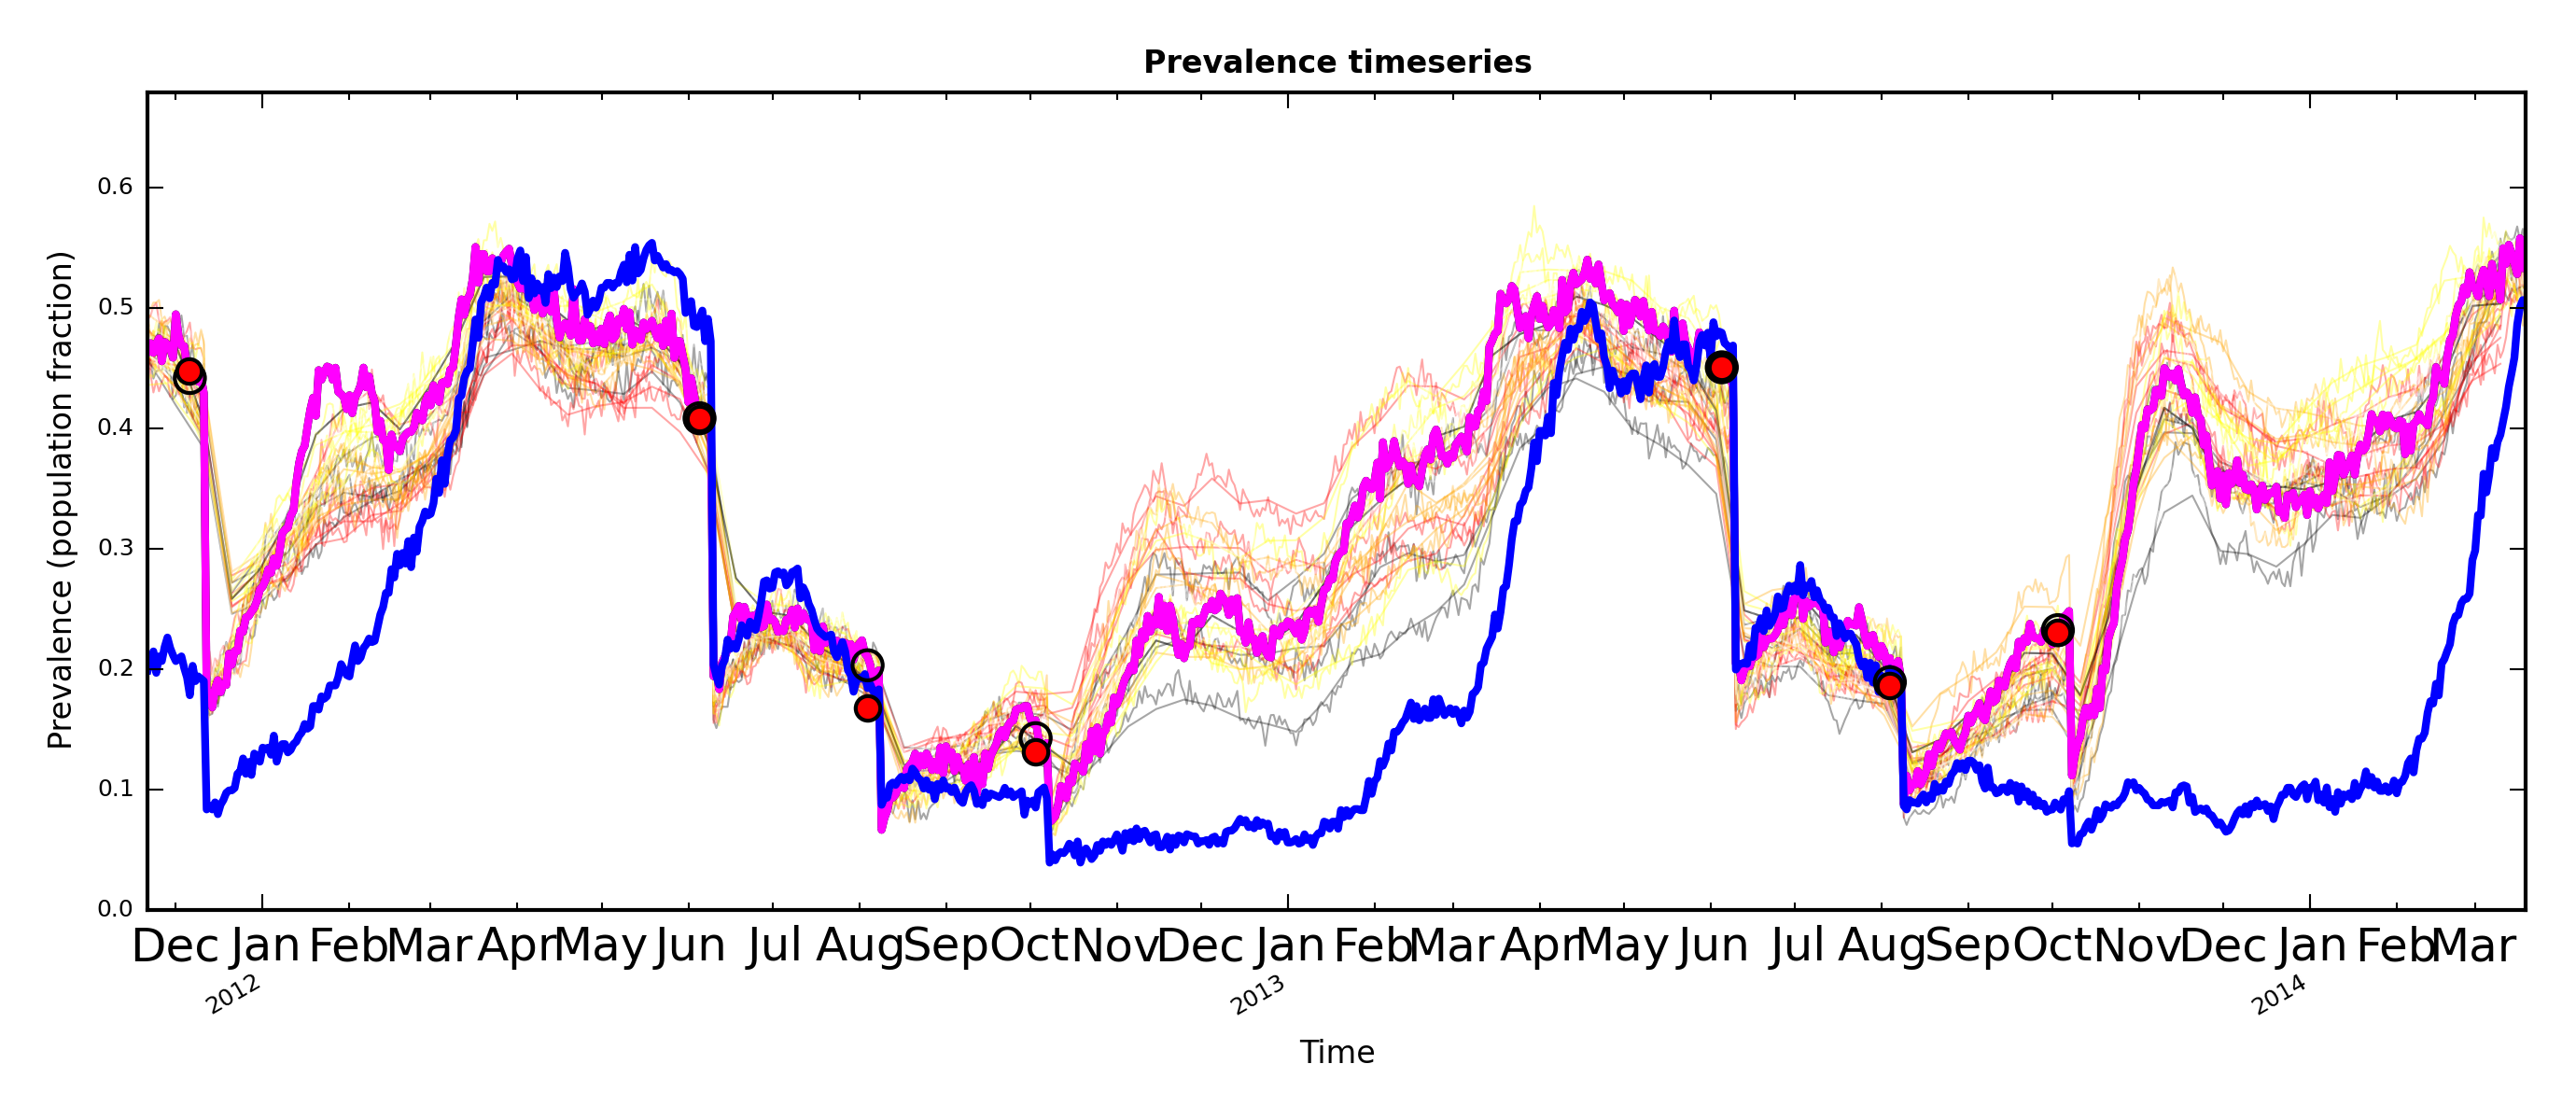 Prevalence timeseries
Prevalence (population fraction)
0.6
0.5
0.4
0.3
0.2
0.1
0.0
Dec Jan Feb Mar Apr May Jun Jul Aug Sep Oct Nov Dec Jan Feb Mar Apr May Jun Jul Aug Sep Oct Nov Dec Jan Feb Mar
2012 2013 2014
Time